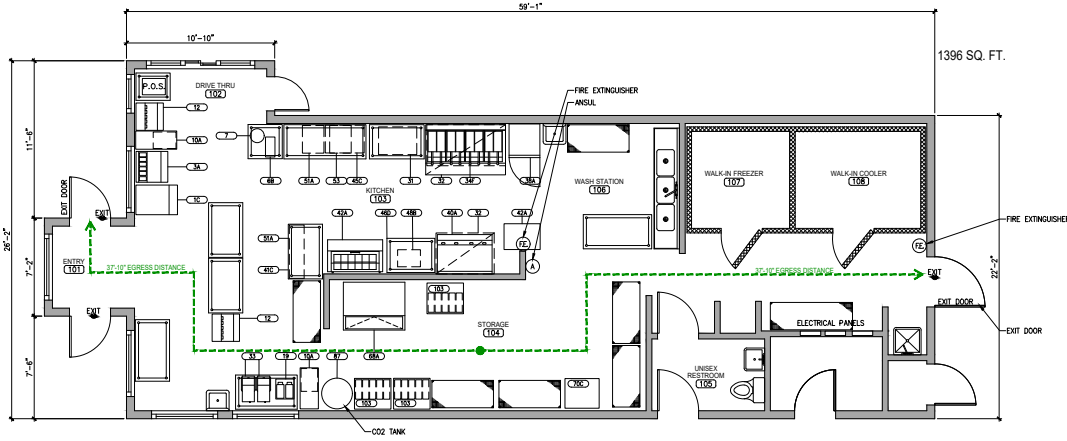 59'-1"
10'-10"
1396 SQ. FT.
P.O.S.
DRIVE THRU
102
FIRE EXTINGUISHER
ANSUL
12
10A
3A
1C
7
6B
51A
53
45C
31
32
34F
38A
KITCHEN
103
WASH STATION
106
WALK-IN FREEZER
107
WALK-IN COOLER
108
11'-6"
26'-2"
7'-2"
7'-6"
22'-2"
EXIT DOOR
EXIT
ENTRY
101
EXIT
37'-10" EGRESS DISTANCE
51A
41C
12
42A
46D
48B
40A
32
42A
F.E.
A
F.E.
FIRE EXTINGUISHER
37'-10" EGRESS DISTANCE
EXIT
EXIT DOOR
EXIT DOOR
103
STORAGE
104
68A
33
19
10A
87
103
103
70C
CO2 TANK
UNISEX
RESTROOM
105
ELECTRICAL PANELS